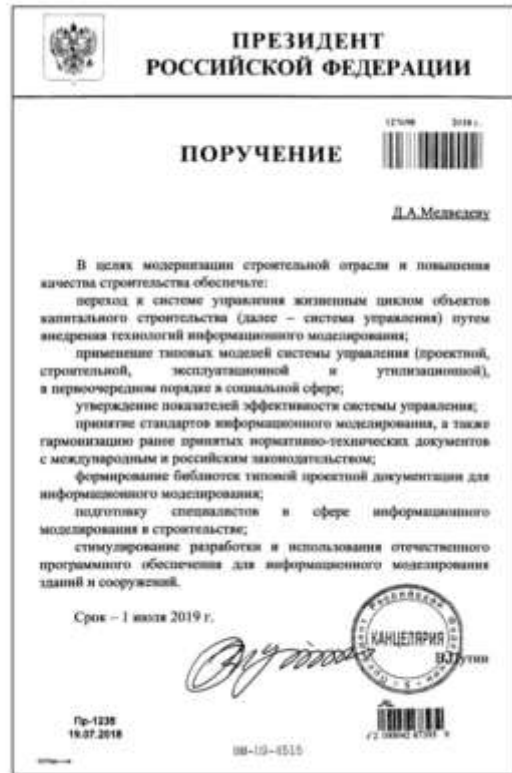 ПРЕЗИДЕНТ
РОССИЙСКОЙ ФЕДЕРАЦИИ
2018 г.
ПОРУЧЕНИЕ
Д.А.Медведеву
В целях модернизации строительной отрасли и повышения
качества строительства обеспечьте:
переход к системе управления жизненным циклом объектов
капитального строительства (далее – система управления) путем
внедрения технологий информационного моделирования;
применение типовых моделей системы управления (проектной,
строительной, эксплуатационной и утилизационной),
в первоочередном порядке в социальной сфере;
утверждение показателей эффективности системы управления;
принятие стандартов информационного моделирования, а также
гармонизацию ранее принятых нормативно-технических документов
с международным и российским законодательством;
формирование библиотек типовой проектной документации для
информационного моделирования;
подготовку специалистов в сфере информационного
моделирования в строительстве;
стимулирование разработки и использования отечественного
программного обеспечения для информационного моделирования
зданий и сооружений.
Срок – 1 июля 2019 г.
КАНЦЕЛЯРИЯ
В.Путин
Пр-1235
19.07.2018